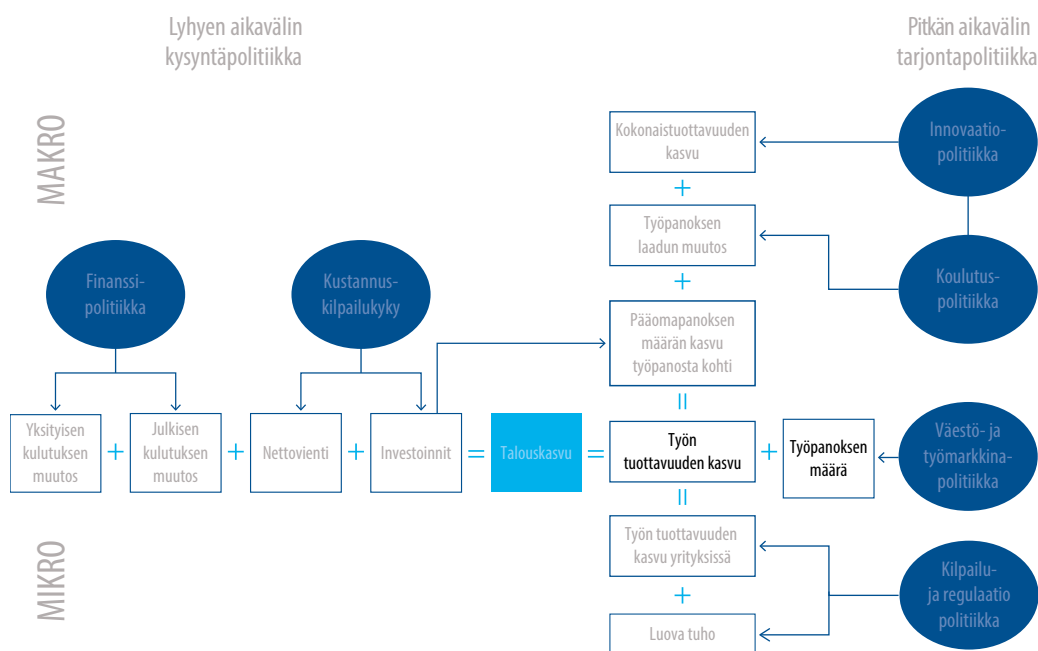 Lyhyen aikavälin
kysyntäpolitiikka
Pitkän aikavälin
tarjontapolitiikka
MAKRO
Kokonaistuottavuuden
kasvu
Innovaatio-
politiikka
+
Työpanoksen
laadun muutos
+
Finanssi-
politiikka
Kustannus-
kilpailukyky
Koulutus-
politiikka
Pääomapanoksen
määrän kasvu
työpanosta kohti
=
Yksityisen
kulutuksen
muutos
+
Julkisen
kulutuksen
muutos
+
Nettovienti
+
Investoinnit
=
Talouskasvu
=
Työn
tuottavuuden kasvu
+
Työpanoksen
määrä
Väestö- ja
työmarkkina-
politiikka
=
MIKRO
Työn tuottavuuden
kasvu yrityksissä
+
Luova tuho
Kilpailu-
ja regulaatio
politiikka